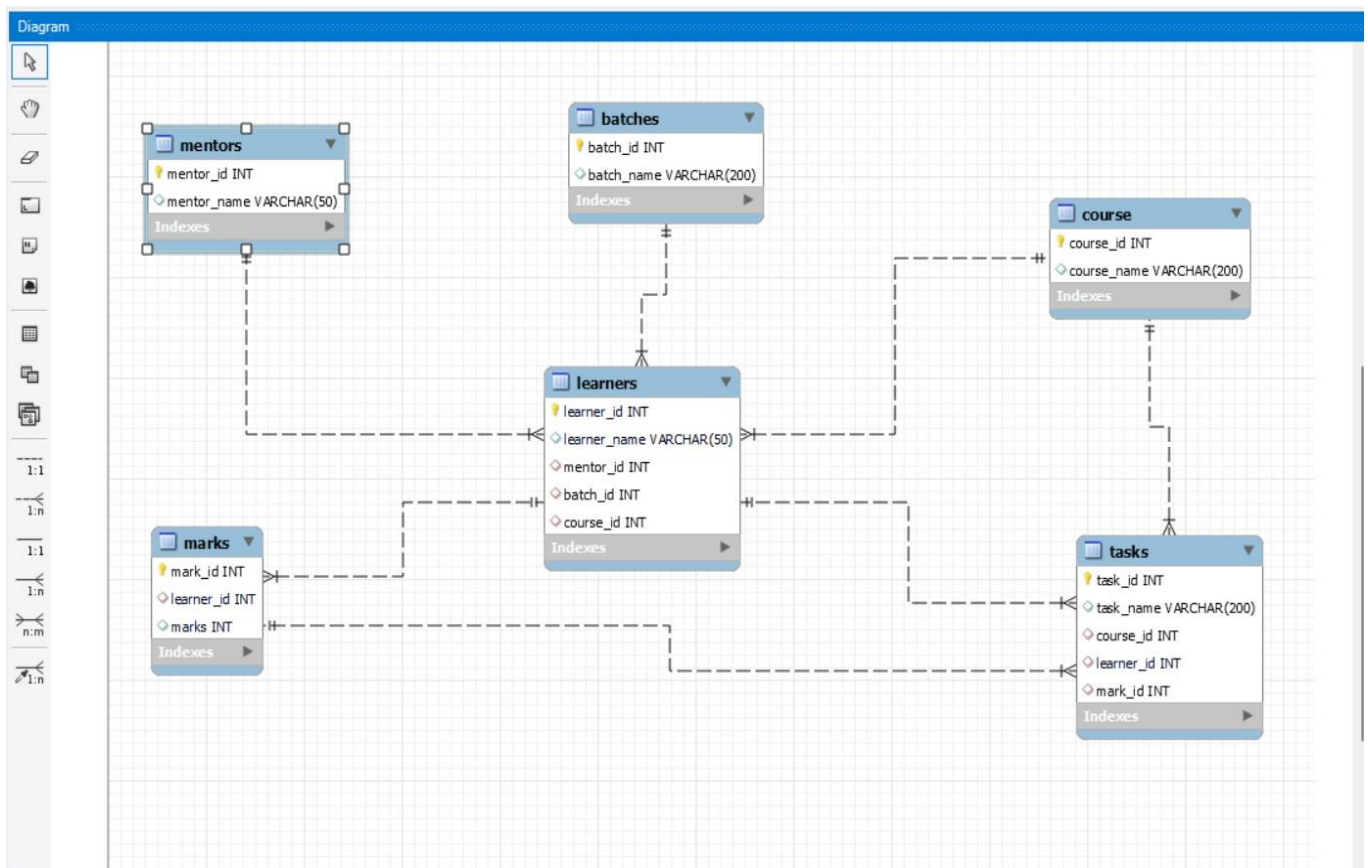 Diagram
mentors
mentor_id INT
mentor_name VARCHAR(50)
Indexes
batches
batch_id INT
batch_name VARCHAR(200)
Indexes
course
course_id INT
course_name VARCHAR(200)
Indexes
learners
learner_id INT
learner_name VARCHAR(50)
mentor_id INT
batch_id INT
course_id INT
Indexes
marks
mark_id INT
learner_id INT
marks INT
Indexes
tasks
task_id INT
task_name VARCHAR(200)
course_id INT
learner_id INT
mark_id INT
Indexes
1:1
1:n
1:1
1:n
n:m
1:n